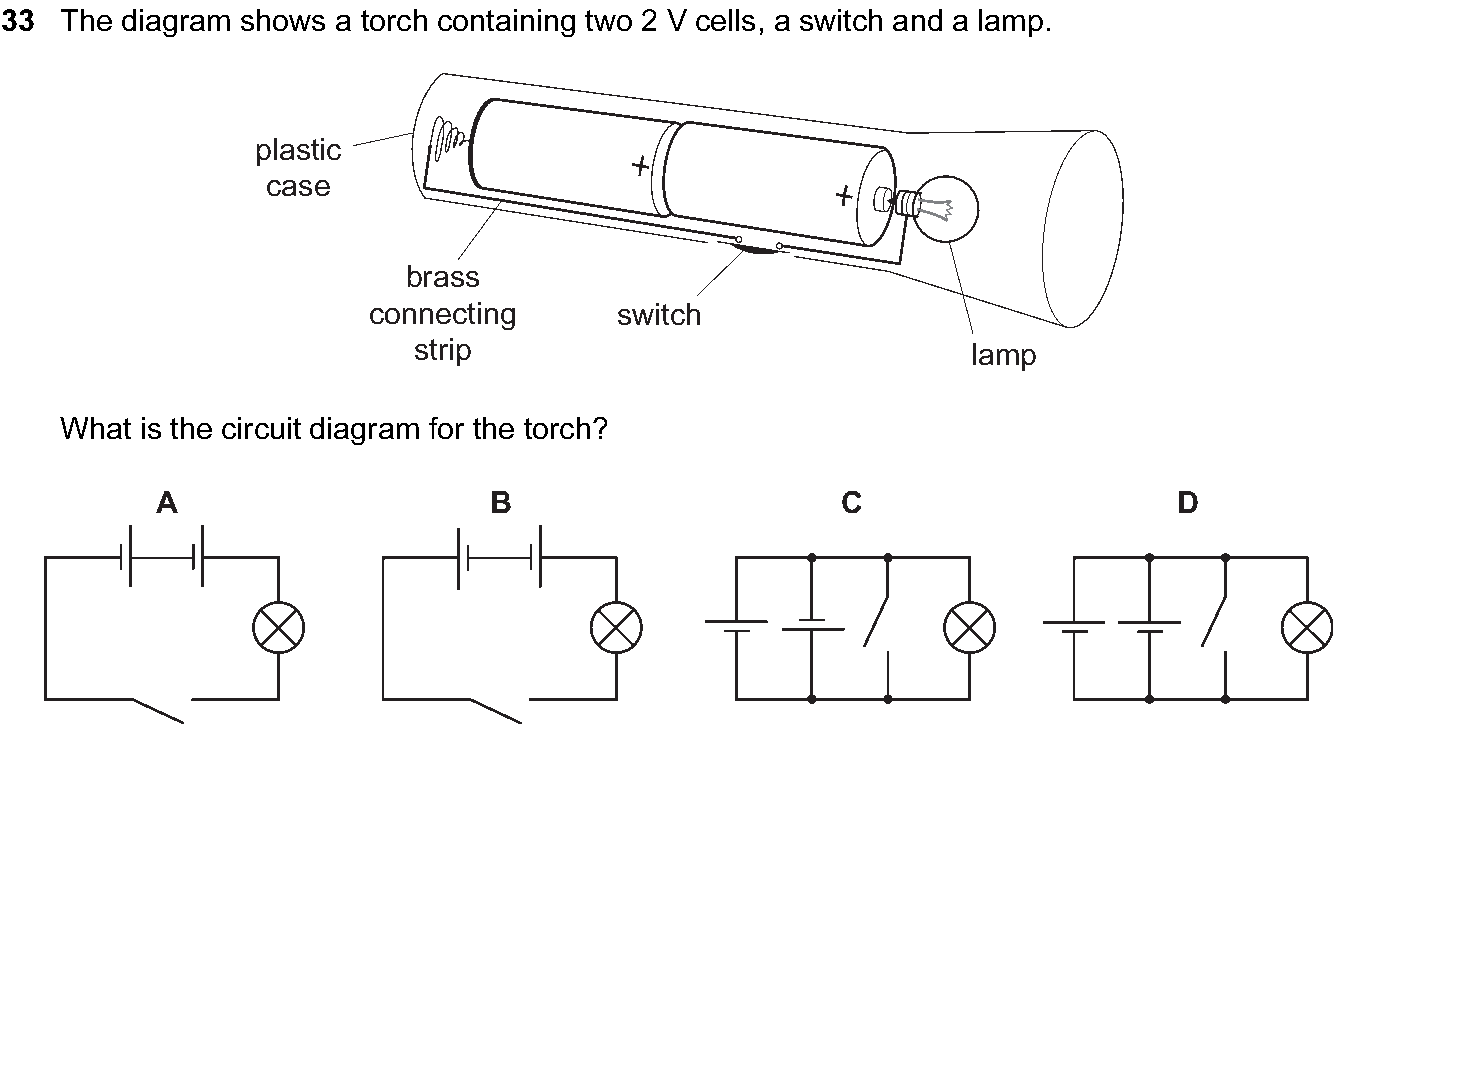 33 The diagram shows a torch containing two 2 V cells, a switch and a lamp.
plastic
case
+
+
brass
connecting
strip
switch
lamp
What is the circuit diagram for the torch?
A B C D